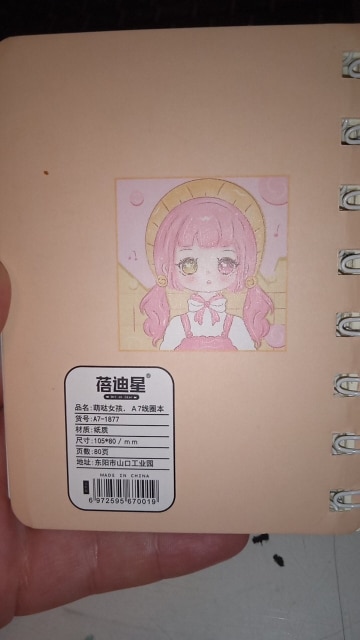 蓓迪星®
品名:萌哒女孩、A7线圈本
货号:A7-1877
材质:纸质
尺寸:105*80/mm
页数:80页
地址:东阳市山口工业园
MADE IN CHINA
6972595670019